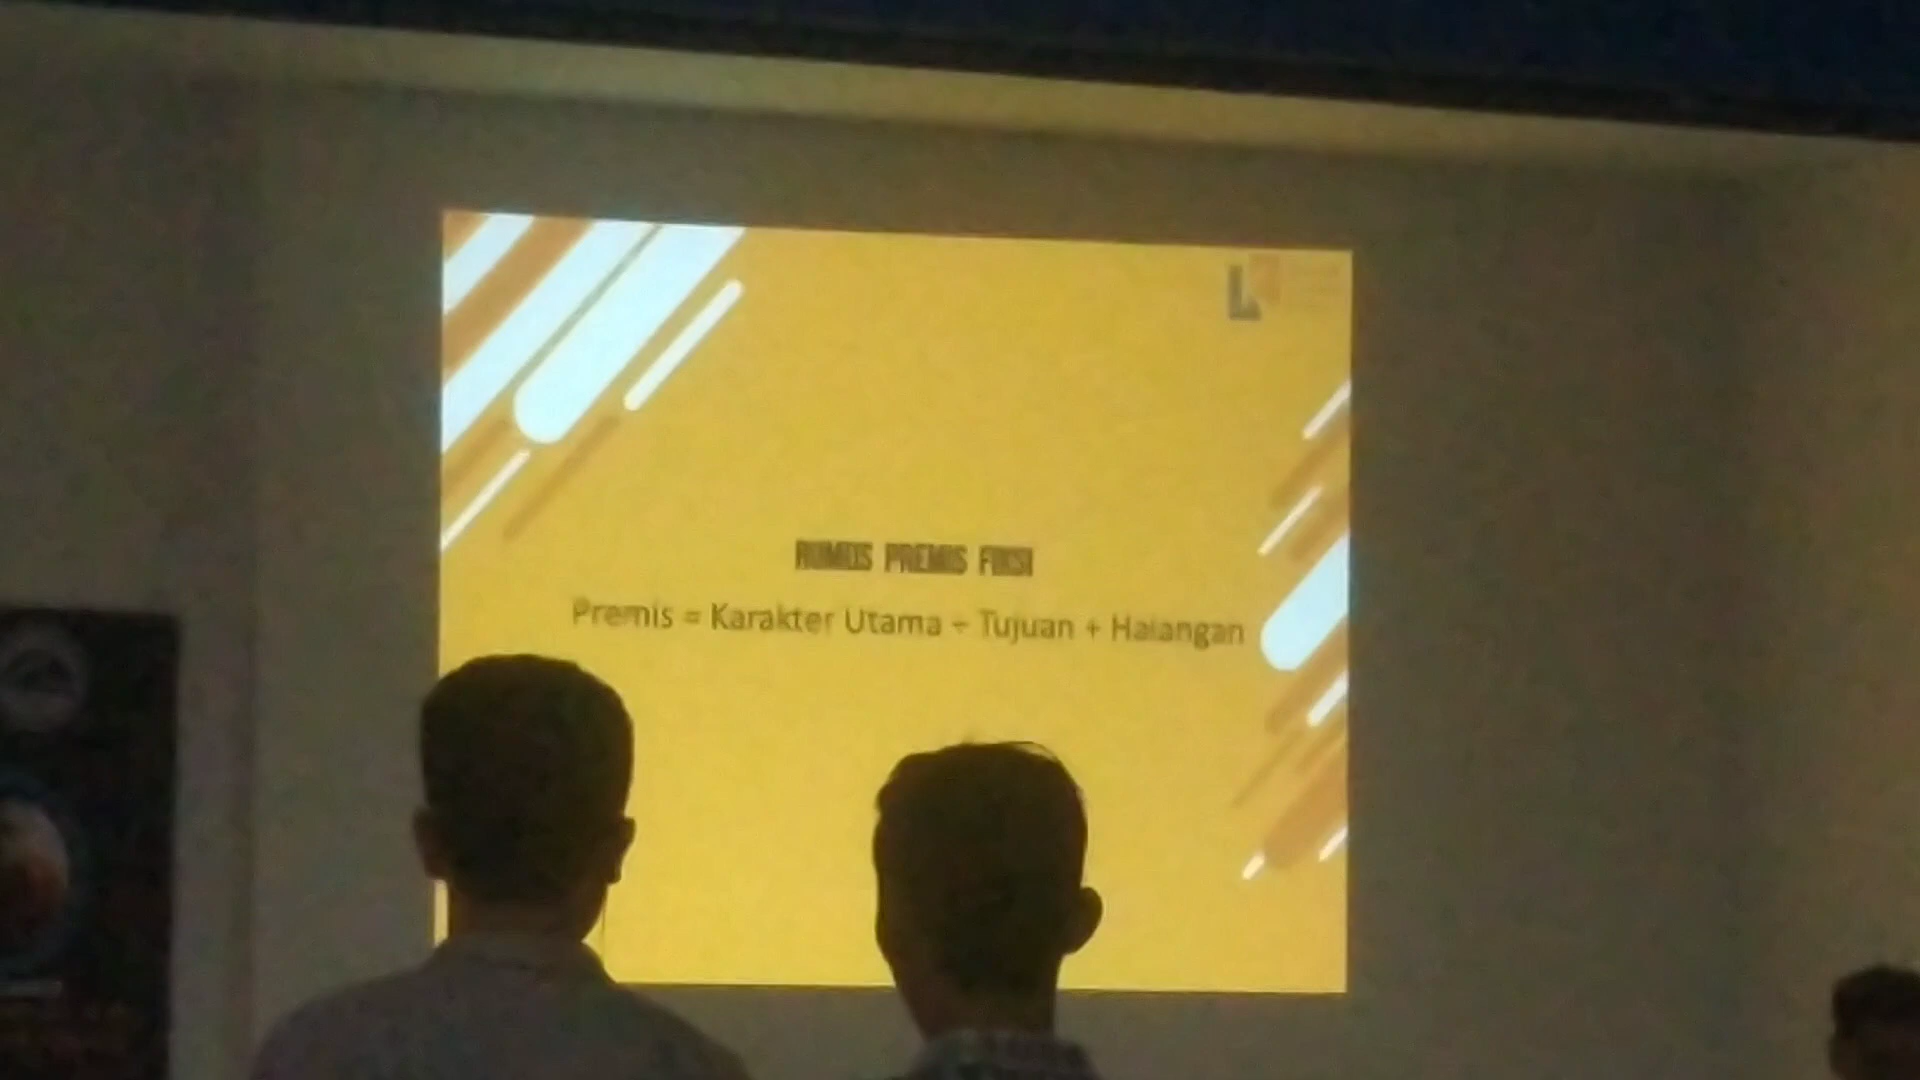 RUMUS PREMIS FIKSI
Premis = Karakter Utama + Tujuan + Halangan